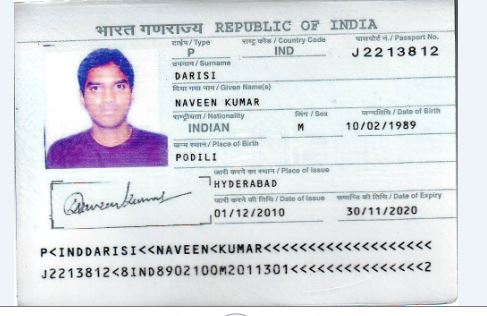 भारत गणराज्य REPUBLIC OF INDIA
टाईप / Type राष्ट्र कोड / Country Code पासपोर्ट नं. / Passport No.
P IND J2213812
उपनाम / Surname
DARISI
दिया गया नाम / Given Name(s)
NAVEEN KUMAR
राष्ट्रीयता / Nationality लिंग / Sex जन्मतिथि / Date of Birth
INDIAN M 10/02/1989
जन्म स्थान / Place of Birth
PODILI
जारी करने का स्थान / Place of Issue
HYDERABAD
जारी करने की तिथि / Date of Issue समाप्ति की तिथि / Date of Expiry
01/12/2010 30/11/2020
P<INDDARISI<<NAVEEN<KUMAR<<<<<<<<<<<<<<<<<<<
J2213812<8IND8902100M2011301<<<<<<<<<<<<<<<2